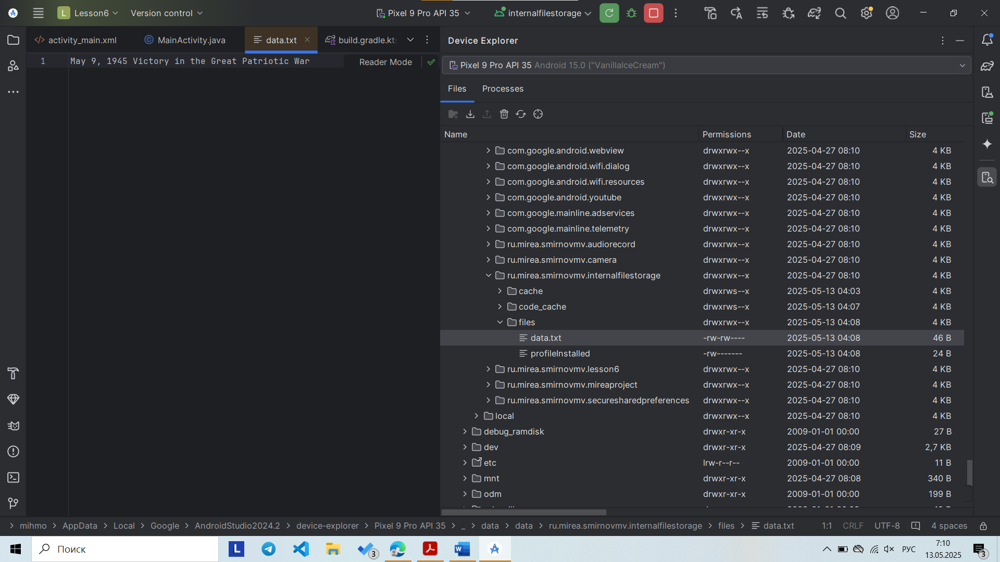 L Lesson6 Version control Pixel 9 Pro API 35 internalfilestorage
activity_main.xml MainActivity.java data.txt build.gradle.kts
Device Explorer
1 May 9, 1945 Victory in the Great Patriotic War Reader Mode
Pixel 9 Pro API 35 Android 15.0 ("VanillaIceCream")
Files Processes
Name Permissions Date Size
com.google.android.webview drwxrwx--x 2025-04-27 08:10 4 KB
com.google.android.wifi.dialog drwxrwx--x 2025-04-27 08:10 4 KB
com.google.android.wifi.resources drwxrwx--x 2025-04-27 08:10 4 KB
com.google.android.youtube drwxrwx--x 2025-04-27 08:10 4 KB
com.google.mainline.adservices drwxrwx--x 2025-04-27 08:10 4 KB
com.google.mainline.telemetry drwxrwx--x 2025-04-27 08:10 4 KB
ru.mirea.smirnovmv.audiorecord drwxrwx--x 2025-04-27 08:10 4 KB
ru.mirea.smirnovmv.camera drwxrwx--x 2025-04-27 08:10 4 KB
ru.mirea.smirnovmv.internalfilestorage drwxrwx--x 2025-04-27 08:10 4 KB
cache drwxrws--x 2025-05-13 04:03 4 KB
code_cache drwxrws--x 2025-05-13 04:07 4 KB
files drwxrwx--x 2025-05-13 04:08 4 KB
data.txt -rw-rw---- 2025-05-13 04:08 46 B
profileInstalled -rw------- 2025-05-13 04:08 24 B
ru.mirea.smirnovmv.lesson6 drwxrwx--x 2025-04-27 08:10 4 KB
ru.mirea.smirnovmv.mireaproject drwxrwx--x 2025-04-27 08:10 4 KB
ru.mirea.smirnovmv.securesharedpreferences drwxrwx--x 2025-04-27 08:10 4 KB
local drwxrwx--x 2025-04-27 08:10 4 KB
debug_ramdisk drwxr-xr-x 2009-01-01 00:00 27 B
dev drwxr-xr-x 2025-04-27 08:09 2,7 KB
etc lrw-r--r-- 2009-01-01 00:00 11 B
mnt drwxr-xr-x 2025-04-27 08:08 340 B
odm drwxr-xr-x 2009-01-01 00:00 199 B
mihmo AppData Local Google AndroidStudio2024.2 device-explorer Pixel 9 Pro API 35 _ data data ru.mirea.smirnovmv.internalfilestorage files data.txt 1:1 CRLF UTF-8 4 spaces
Поиск L 3 W РУС 7:10
13.05.2025 3